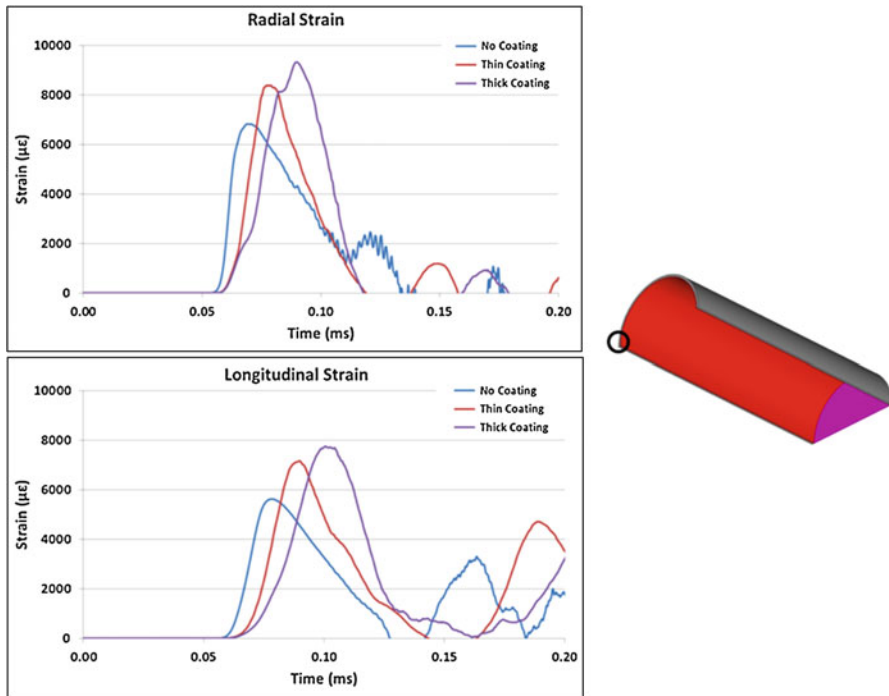 Radial Strain
10000
8000
6000
4000
2000
0
Strain (µε)
No Coating
Thin Coating
Thick Coating
0.00 0.05 0.10 0.15 0.20
Time (ms)
Longitudinal Strain
10000
8000
6000
4000
2000
0
Strain (µε)
No Coating
Thin Coating
Thick Coating
0.00 0.05 0.10 0.15 0.20
Time (ms)